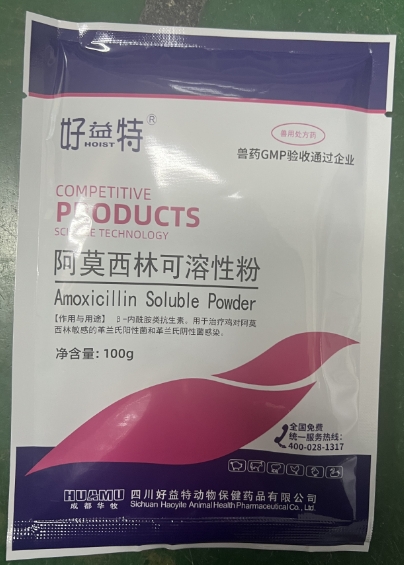 好益特®
HOIST
兽用处方药
兽药GMP验收通过企业
COMPETITIVE
PRODUCTS
SCIENCE TECHNOLOGY
阿莫西林可溶性粉
Amoxicillin Soluble Powder
【作用与用途】 β-内酰胺类抗生素。用于治疗鸡对阿莫
西林敏感的革兰氏阳性菌和革兰氏阴性菌感染。
净含量: 100g
全国免费
统一服务热线:
400-028-1317
HUAMU
成都华牧
四川好益特动物保健药品有限公司
Sichuan Haoyite Animal Health Pharmaceutical Co., Ltd.